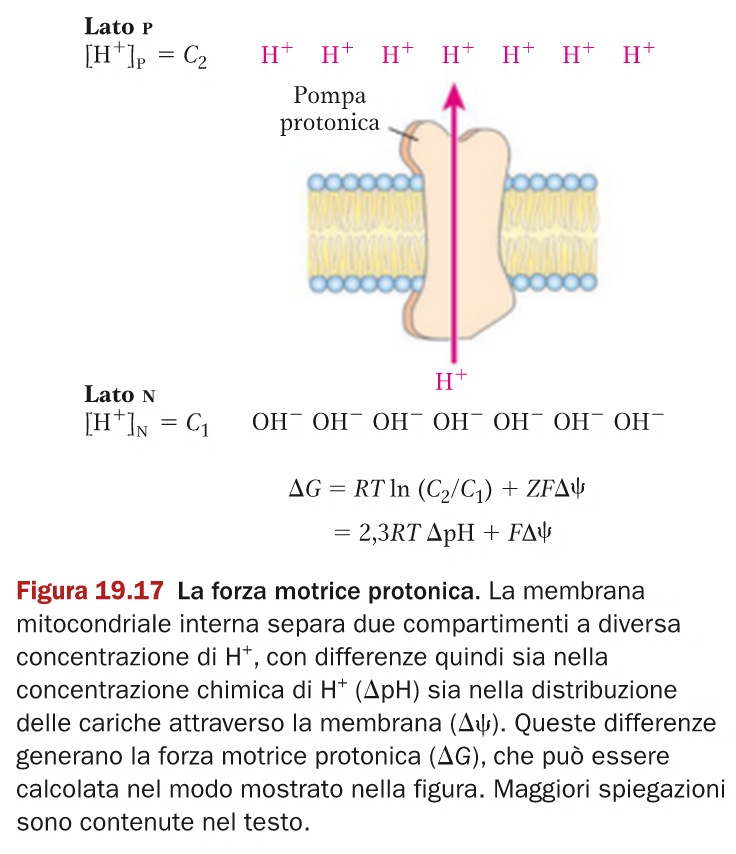 Lato P
[H⁺]P = C₂ H⁺ H⁺ H⁺ H⁺ H⁺ H⁺ H⁺
Pompa
protonica
H⁺
Lato N
[H⁺]N = C₁ OH⁻ OH⁻ OH⁻ OH⁻ OH⁻ OH⁻ OH⁻
ΔG = RT ln (C₂/C₁) + ZFΔψ
= 2,3RT ΔpH + FΔψ
Figura 19.17 La forza motrice protonica. La membrana
mitocondriale interna separa due compartimenti a diversa
concentrazione di H⁺, con differenze quindi sia nella
concentrazione chimica di H⁺ (ΔpH) sia nella distribuzione
delle cariche attraverso la membrana (Δψ). Queste differenze
generano la forza motrice protonica (ΔG), che può essere
calcolata nel modo mostrato nella figura. Maggiori spiegazioni
sono contenute nel testo.